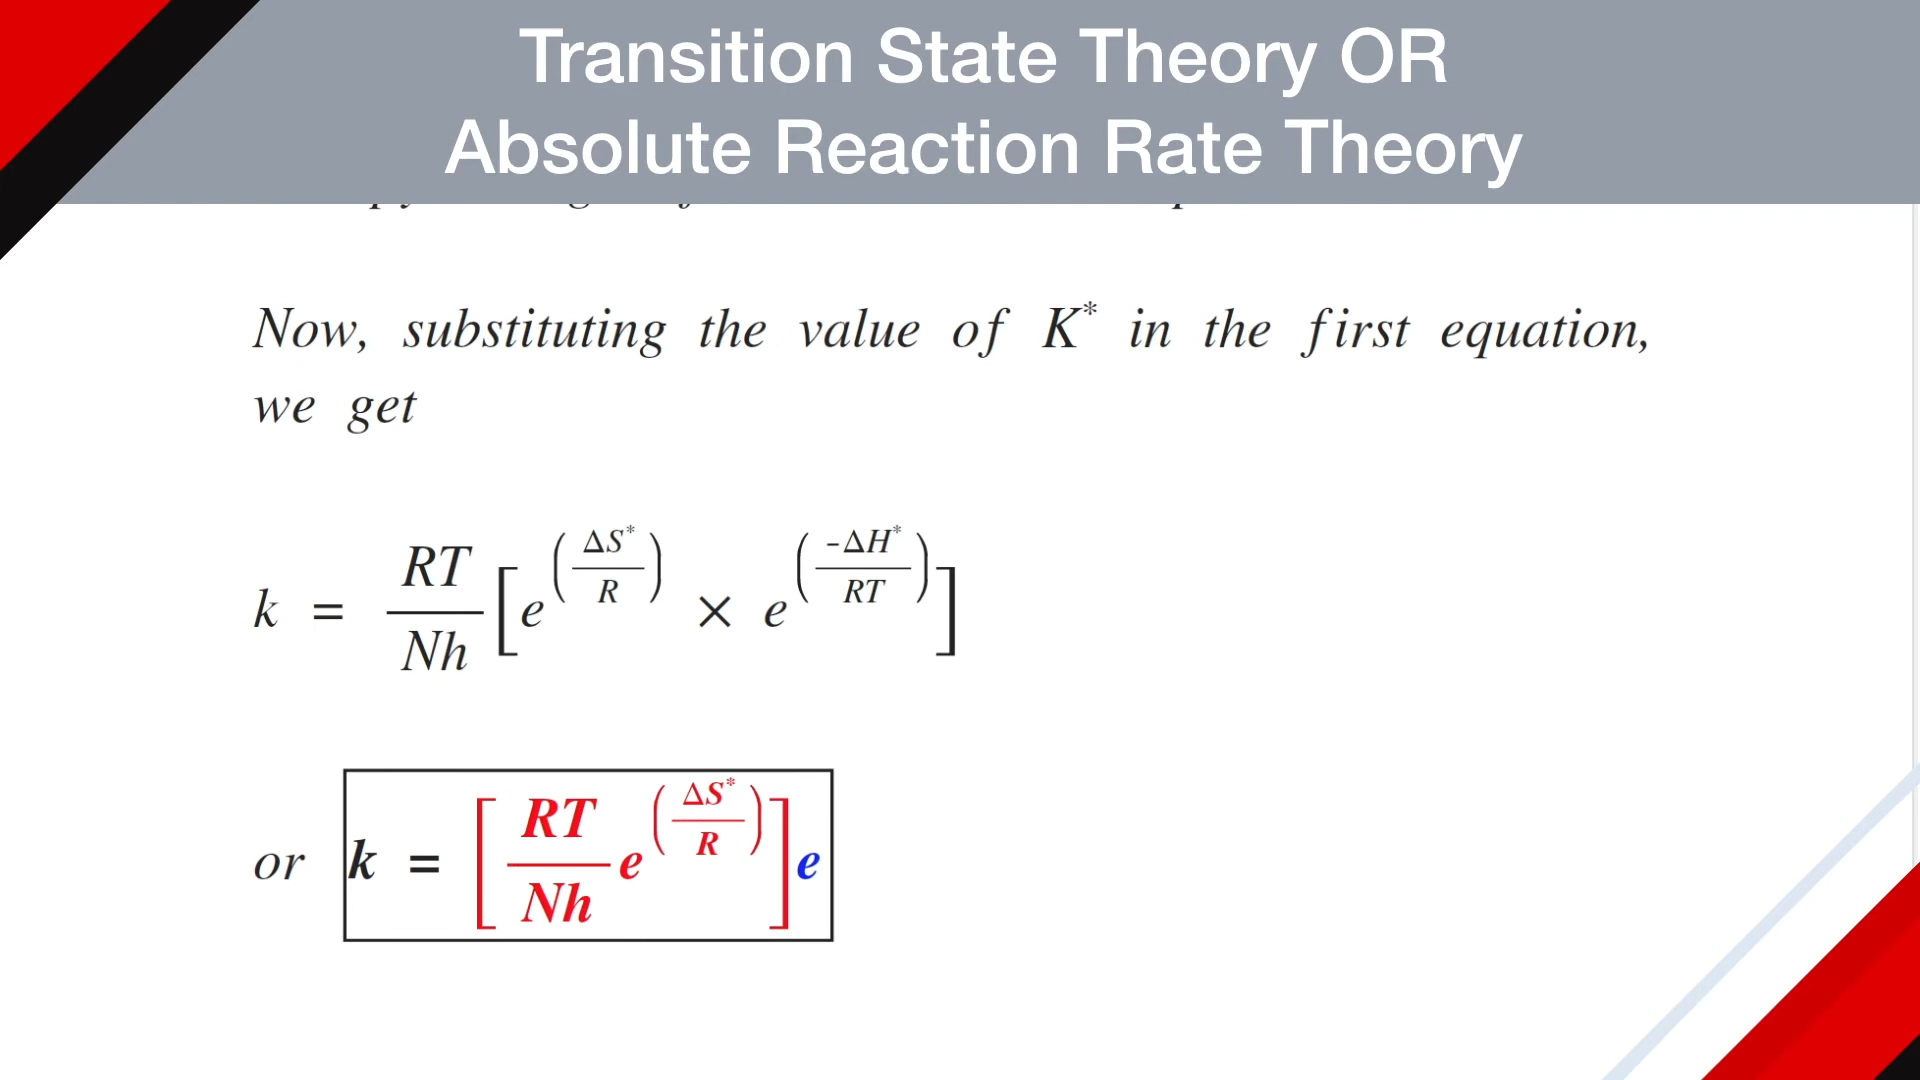 Transition State Theory OR
Absolute Reaction Rate Theory
Now, substituting the value of K* in the first equation,
we get
k = RT/Nh [e^(ΔS*/R) × e^(-ΔH*/RT)]
or k = [RT/Nh e^(ΔS*/R)]e